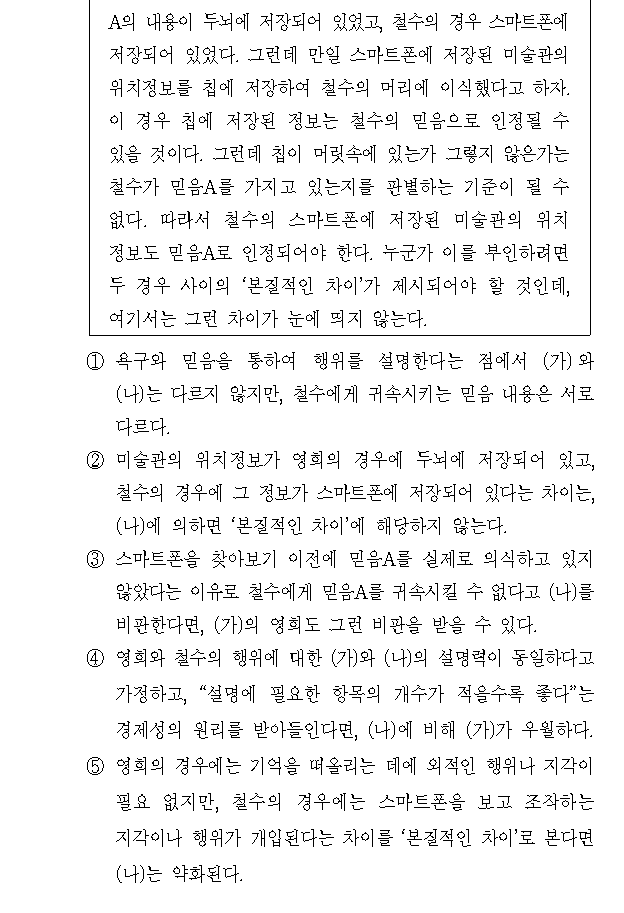 A의 내용이 두뇌에 저장되어 있었고, 철수의 경우 스마트폰에
저장되어 있었다. 그런데 만일 스마트폰에 저장된 미술관의
위치정보를 칩에 저장하여 철수의 머리에 이식했다고 하자.
이 경우 칩에 저장된 정보는 철수의 믿음으로 인정될 수
있을 것이다. 그런데 칩이 머릿속에 있는가 그렇지 않은가는
철수가 믿음A를 가지고 있는지를 판별하는 기준이 될 수
없다. 따라서 철수의 스마트폰에 저장된 미술관의 위치
정보도 믿음A로 인정되어야 한다. 누군가 이를 부인하려면
두 경우 사이의 ‘본질적인 차이’가 제시되어야 할 것인데,
여기서는 그런 차이가 눈에 띄지 않는다.
① 욕구와 믿음을 통하여 행위를 설명한다는 점에서 (가)와
(나)는 다르지 않지만, 철수에게 귀속시키는 믿음 내용은 서로
다르다.
② 미술관의 위치정보가 영희의 경우에 두뇌에 저장되어 있고,
철수의 경우에 그 정보가 스마트폰에 저장되어 있다는 차이는,
(나)에 의하면 ‘본질적인 차이’에 해당하지 않는다.
③ 스마트폰을 찾아보기 이전에 믿음A를 실제로 의식하고 있지
않았다는 이유로 철수에게 믿음A를 귀속시킬 수 없다고 (나)를
비판한다면, (가)의 영희도 그런 비판을 받을 수 있다.
④ 영희와 철수의 행위에 대한 (가)와 (나)의 설명력이 동일하다고
가정하고, “설명에 필요한 항목의 개수가 적을수록 좋다”는
경제성의 원리를 받아들인다면, (나)에 비해 (가)가 우월하다.
⑤ 영희의 경우에는 기억을 떠올리는 데에 외적인 행위나 지각이
필요 없지만, 철수의 경우에는 스마트폰을 보고 조작하는
지각이나 행위가 개입된다는 차이를 ‘본질적인 차이’로 본다면
(나)는 약화된다.